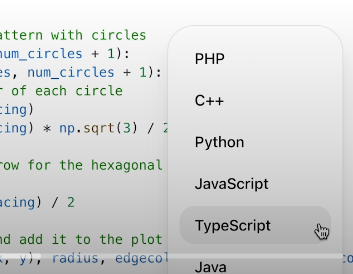 attern with circles
num_circles + 1):
es, num_circles + 1):
r of each circle
cing)
cing) * np.sqrt(3) / 2
row for the hexagonal
acing) / 2
nd add it to the plot
, y), radius, edgecol
PHP
C++
Python
JavaScript
TypeScript
Java